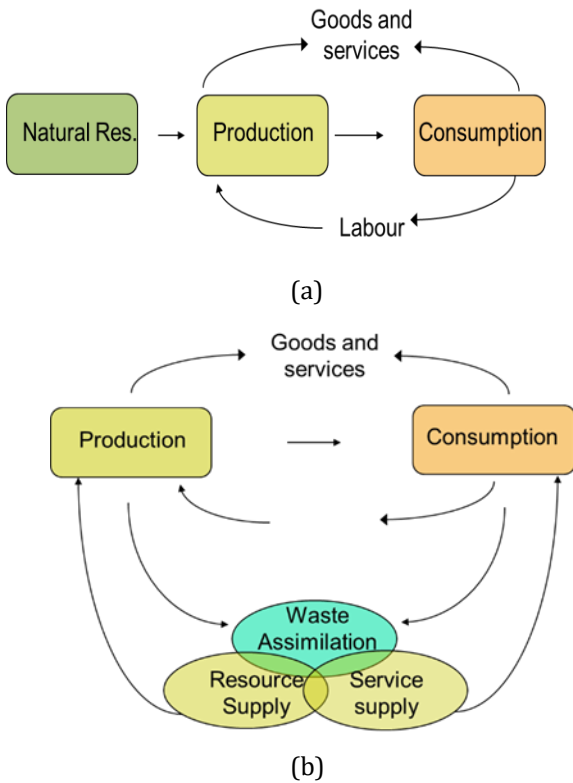 Goods and
services
Natural Res.
Production
Consumption
Labour
(a)
Goods and
services
Production
Consumption
Waste
Assimilation
Resource
Supply
Service
supply
(b)